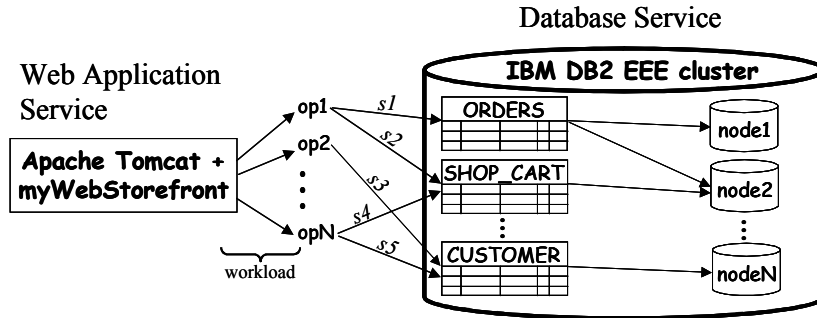 Database Service
IBM DB2 EEE cluster
Web Application
Service
Apache Tomcat +
myWebStorefront
workload
op1
op2
opN
s1
s2
s3
s4
s5
ORDERS
SHOP_CART
CUSTOMER
node1
node2
nodeN